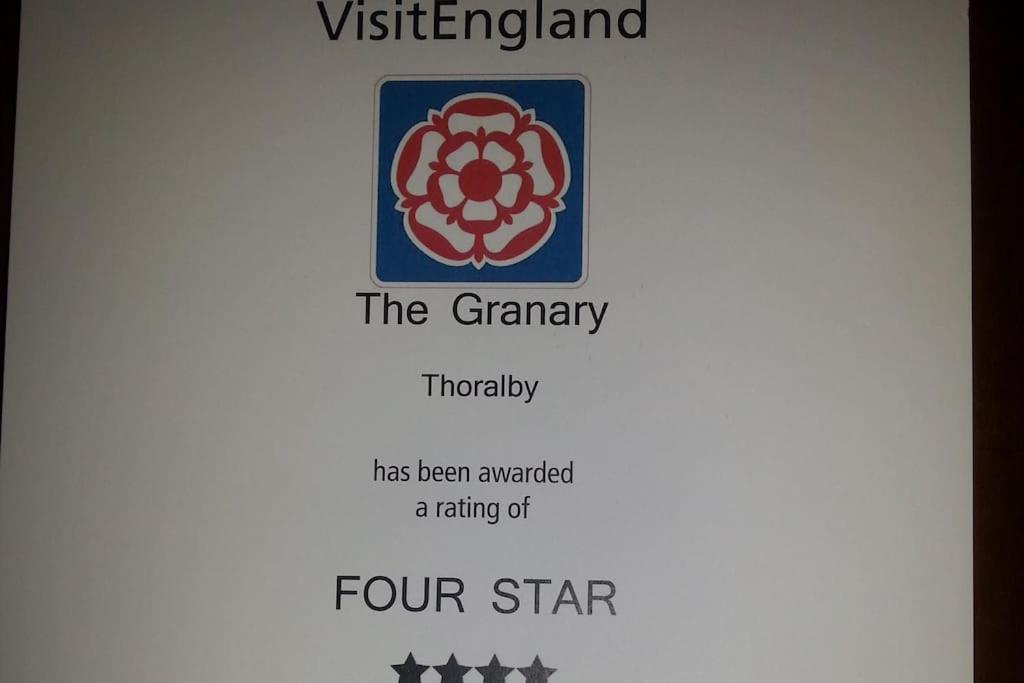 VisitEngland
The Granary
Thoralby
has been awarded
a rating of
FOUR STAR